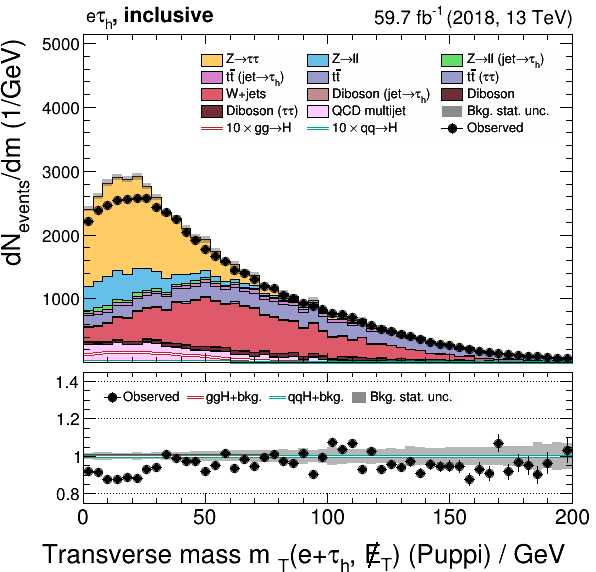 eτh, inclusive 59.7 fb⁻¹ (2018, 13 TeV)
dNevents/dm (1/GeV)
5000
4000
3000
2000
1000
Z→ττ Z→ll Z→ll (jet→τh)
tt̄ (jet→τh) tt̄ tt̄ (ττ)
W+jets Diboson (jet→τh) Diboson
Diboson (ττ) QCD multijet Bkg. stat. unc.
10 × gg→H 10 × qq→H Observed
1.4
1.2
1
0.8
Observed ggH+bkg. qqH+bkg. Bkg. stat. unc.
0 50 100 150 200
Transverse mass m T(e+τh, E̸T) (Puppi) / GeV